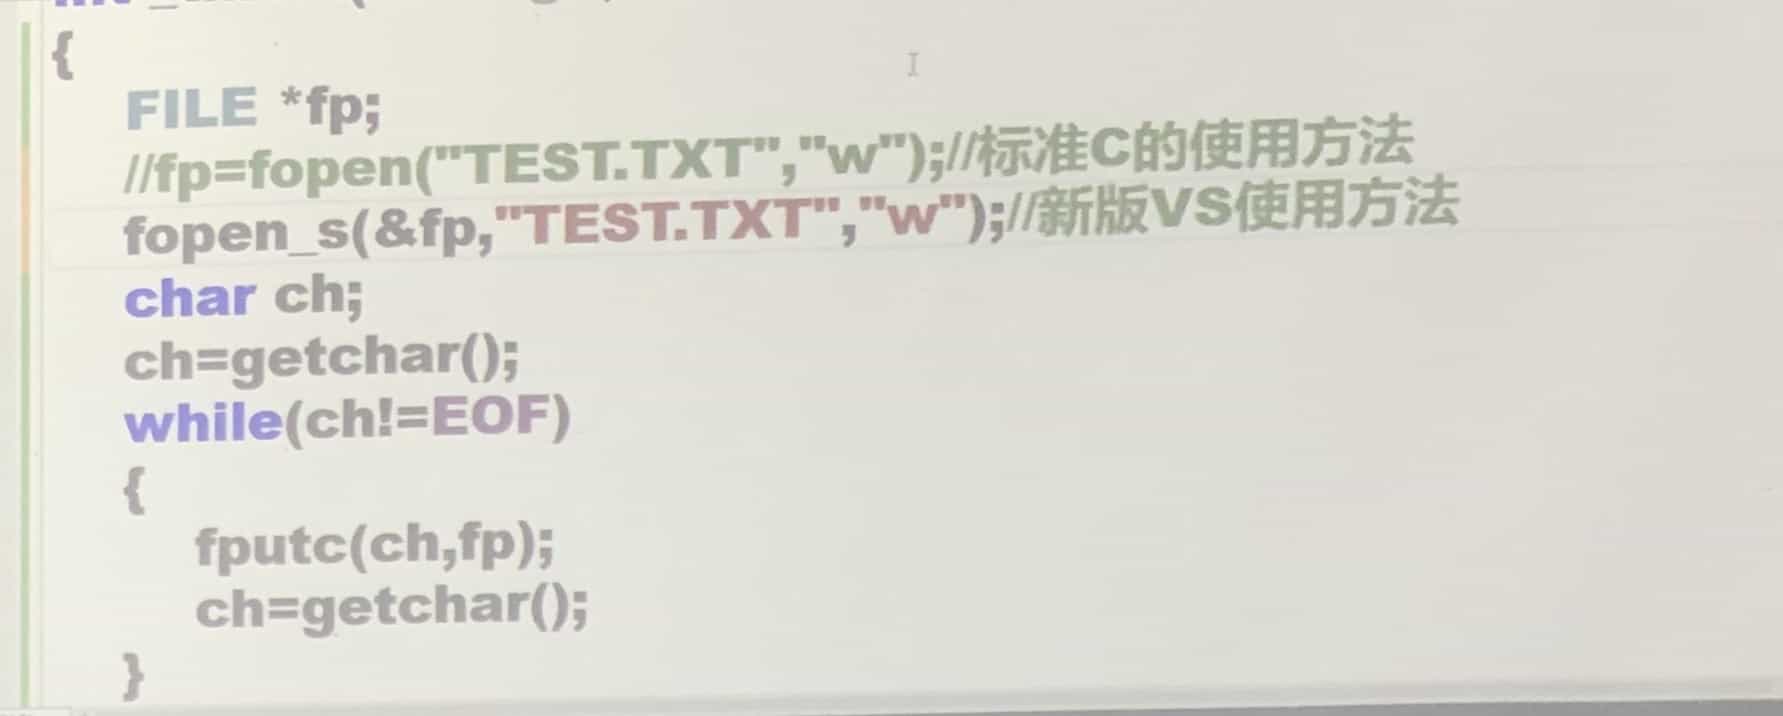 {
FILE *fp;
//fp=fopen("TEST.TXT","w");//标准C的使用方法
fopen_s(&fp,"TEST.TXT","w");//新版VS使用方法
char ch;
ch=getchar();
while(ch!=EOF)
{
fputc(ch,fp);
ch=getchar();
}